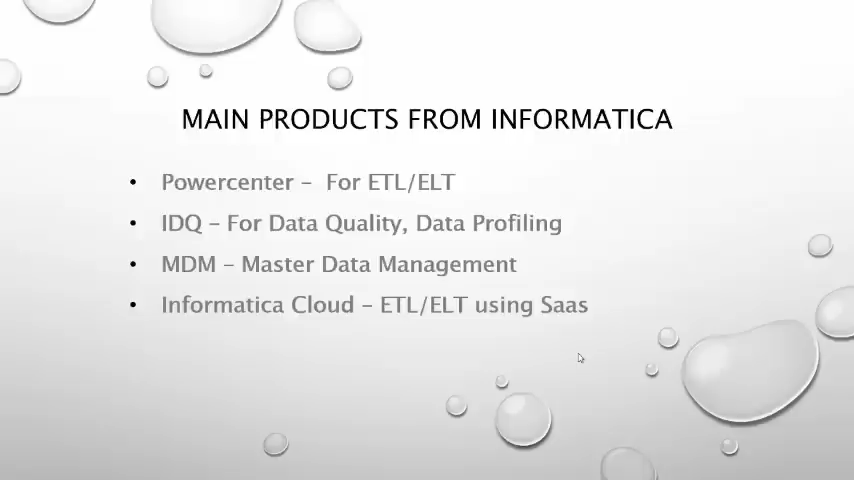 MAIN PRODUCTS FROM INFORMATICA
• Powercenter – For ETL/ELT
• IDQ – For Data Quality, Data Profiling
• MDM – Master Data Management
• Informatica Cloud – ETL/ELT using Saas